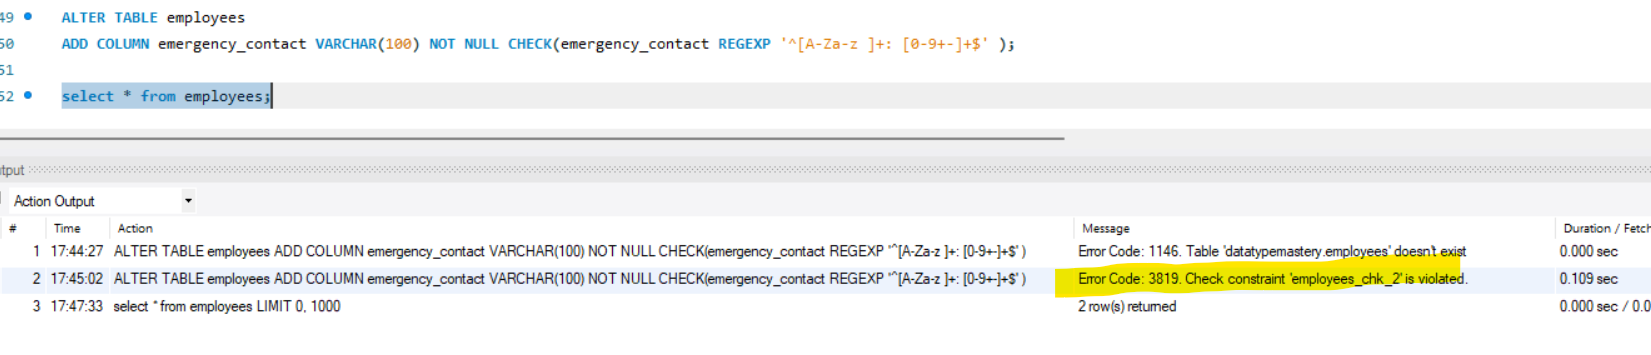 49 ALTER TABLE employees
50 ADD COLUMN emergency_contact VARCHAR(100) NOT NULL CHECK(emergency_contact REGEXP '^[A-Za-z ]+: [0-9+-]+$' );
51
52 select * from employees;
tput
Action Output
# Time Action Message Duration / Fetch
1 17:44:27 ALTER TABLE employees ADD COLUMN emergency_contact VARCHAR(100) NOT NULL CHECK(emergency_contact REGEXP '^[A-Za-z ]+: [0-9+-]+$' ) Error Code: 1146. Table 'datatypemastery.employees' doesn't exist 0.000 sec
2 17:45:02 ALTER TABLE employees ADD COLUMN emergency_contact VARCHAR(100) NOT NULL CHECK(emergency_contact REGEXP '^[A-Za-z ]+: [0-9+-]+$' ) Error Code: 3819. Check constraint 'employees_chk_2' is violated. 0.109 sec
3 17:47:33 select * from employees LIMIT 0, 1000 2 row(s) returned 0.000 sec / 0.0